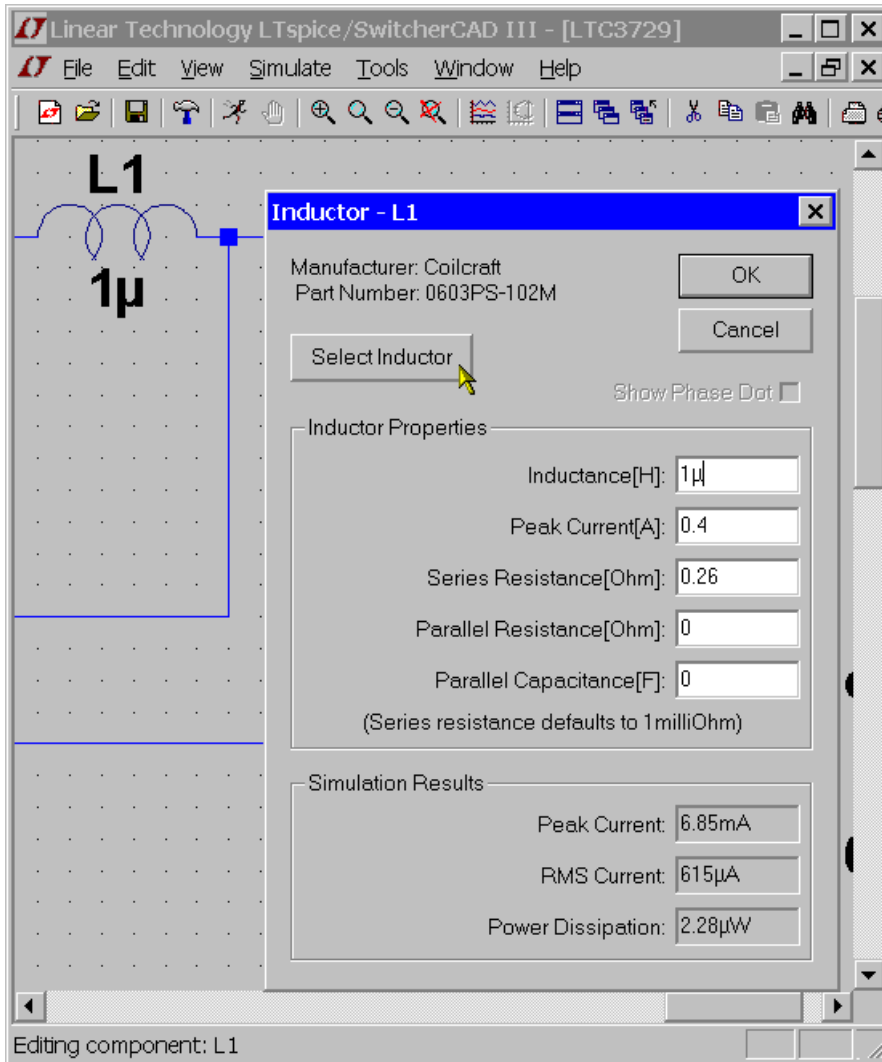 Linear Technology LTspice/SwitcherCAD III - [LTC3729]
File Edit View Simulate Tools Window Help
L1
1µ
Inductor - L1
Manufacturer: Coilcraft
Part Number: 0603PS-102M
OK
Cancel
Select Inductor
Show Phase Dot
Inductor Properties
Inductance[H]: 1µ
Peak Current[A]: 0.4
Series Resistance[Ohm]: 0.26
Parallel Resistance[Ohm]: 0
Parallel Capacitance[F]: 0
(Series resistance defaults to 1milliOhm)
Simulation Results
Peak Current: 6.85mA
RMS Current: 615µA
Power Dissipation: 2.28µW
Editing component: L1